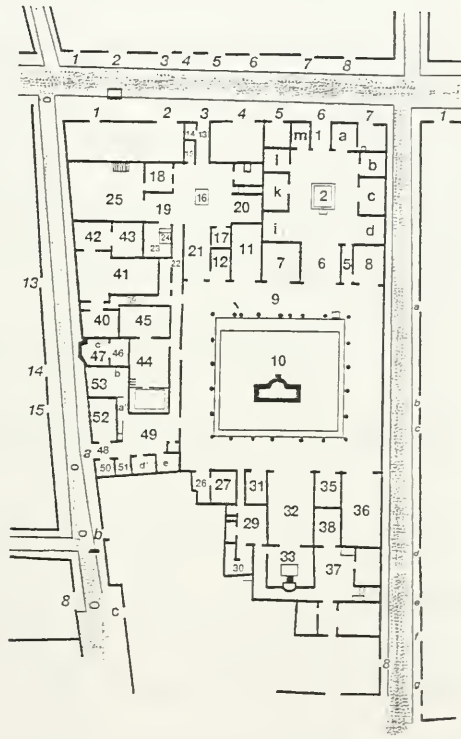 1 2 3 4 5 6 7 8
1 2 3 4 5 6 7 1
14 13 m 1 a
15 l b
18 k 2 c
25 16
19 20 d
42 43 24 17 i
23 21 12 11 7 6 5 8
41 22
13 9 a
40 45
c
47 46 44 10
14 b b
53 c
15 52 a'
49
a 48
50 51 d' e 26 27 31 35 36
32
29 38
b d
33 37
30
8 c e
f
8
g